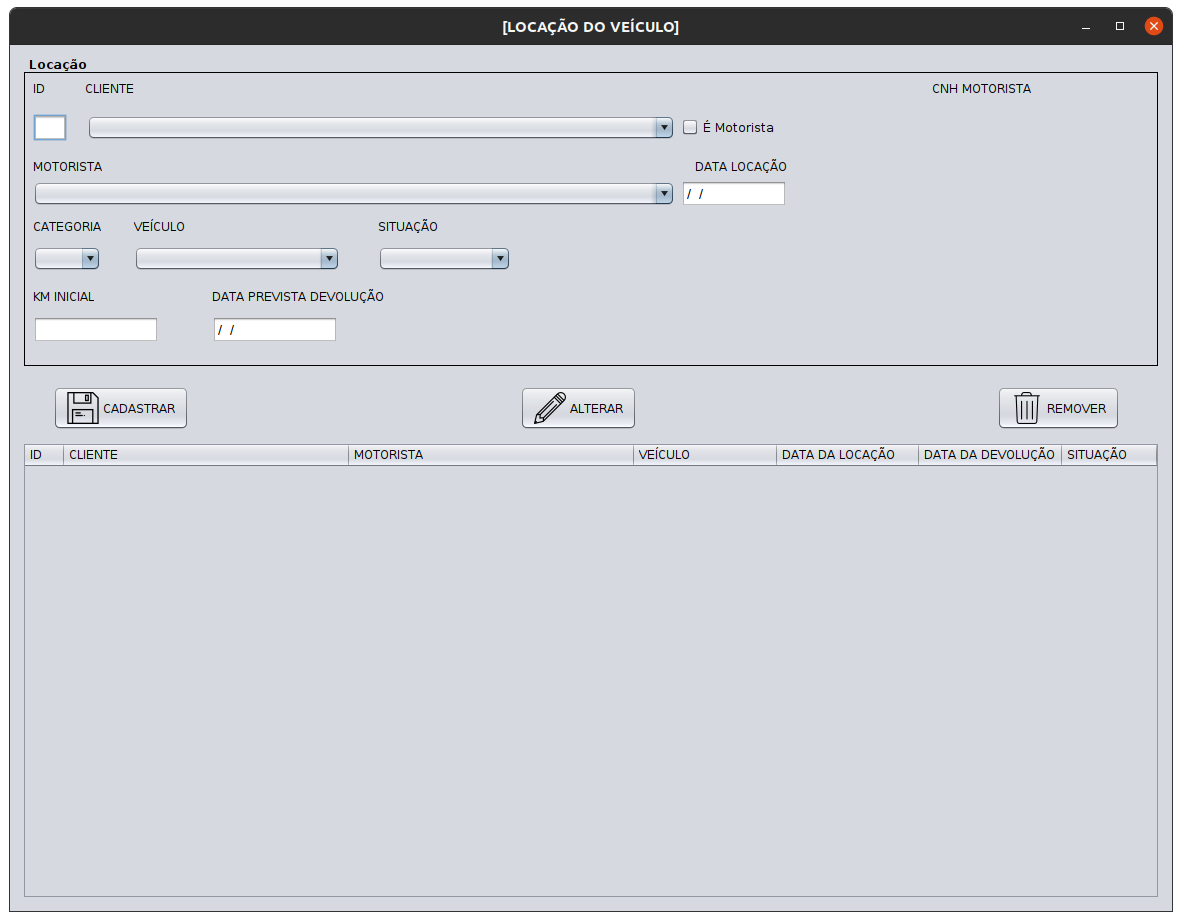 [LOCAÇÃO DO VEÍCULO]
Locação
ID CLIENTE CNH MOTORISTA
É Motorista
MOTORISTA DATA LOCAÇÃO
/ /
CATEGORIA VEÍCULO SITUAÇÃO
KM INICIAL DATA PREVISTA DEVOLUÇÃO
/ /
CADASTRAR ALTERAR REMOVER
ID CLIENTE MOTORISTA VEÍCULO DATA DA LOCAÇÃO DATA DA DEVOLUÇÃO SITUAÇÃO